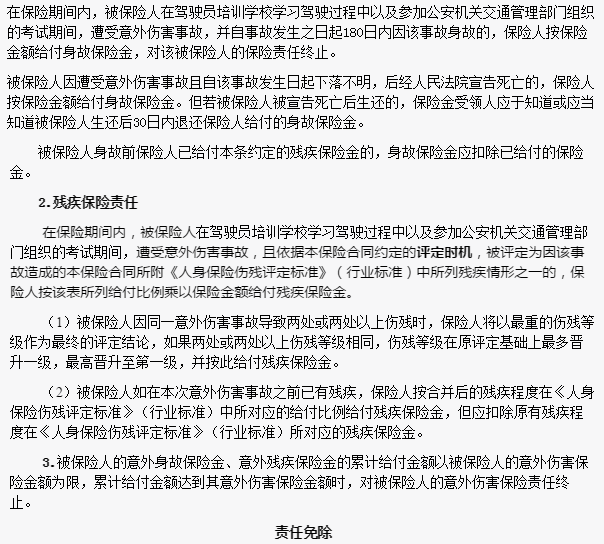 在保险期间内，被保险人在驾驶员培训学校学习驾驶过程中以及参加公安机关交通管理部门组织
的考试期间，遭受意外伤害事故，并自事故发生之日起180日内因该事故身故的，保险人按保险
金额给付身故保险金，对该被保险人的保险责任终止。
被保险人因遭受意外伤害事故且自该事故发生日起下落不明，后经人民法院宣告死亡的，保险人
按保险金额给付身故保险金。但若被保险人被宣告死亡后生还的，保险金受领人应于知道或应当
知道被保险人生还后30日内退还保险人给付的身故保险金。
被保险人身故前保险人已给付本条约定的残疾保险金的，身故保险金应扣除已给付的保险
金。
2.残疾保险责任
在保险期间内，被保险人在驾驶员培训学校学习驾驶过程中以及参加公安机关交通管理部
门组织的考试期间，遭受意外伤害事故，且依据本保险合同约定的评定时机，被评定为因该事
故造成的本保险合同所附《人身保险伤残评定标准》（行业标准）中所列残疾情形之一的，保
险人按该表所列给付比例乘以保险金额给付残疾保险金。
（1）被保险人因同一意外伤害事故导致两处或两处以上伤残时，保险人将以最重的伤残等
级作为最终的评定结论，如果两处或两处以上伤残等级相同，伤残等级在原评定基础上最多晋
升一级，最高晋升至第一级，并按此给付残疾保险金。
（2）被保险人如在本次意外伤害事故之前已有残疾，保险人按合并后的残疾程度在《人身
保险伤残评定标准》（行业标准）中所对应的给付比例给付残疾保险金，但应扣除原有残疾程
度在《人身保险伤残评定标准》（行业标准）所对应的残疾保险金。
3.被保险人的意外身故保险金、意外残疾保险金的累计给付金额以被保险人的意外伤害保
险金额为限，累计给付金额达到其意外伤害保险金额时，对被保险人的意外伤害保险责任终
止。
责任免除